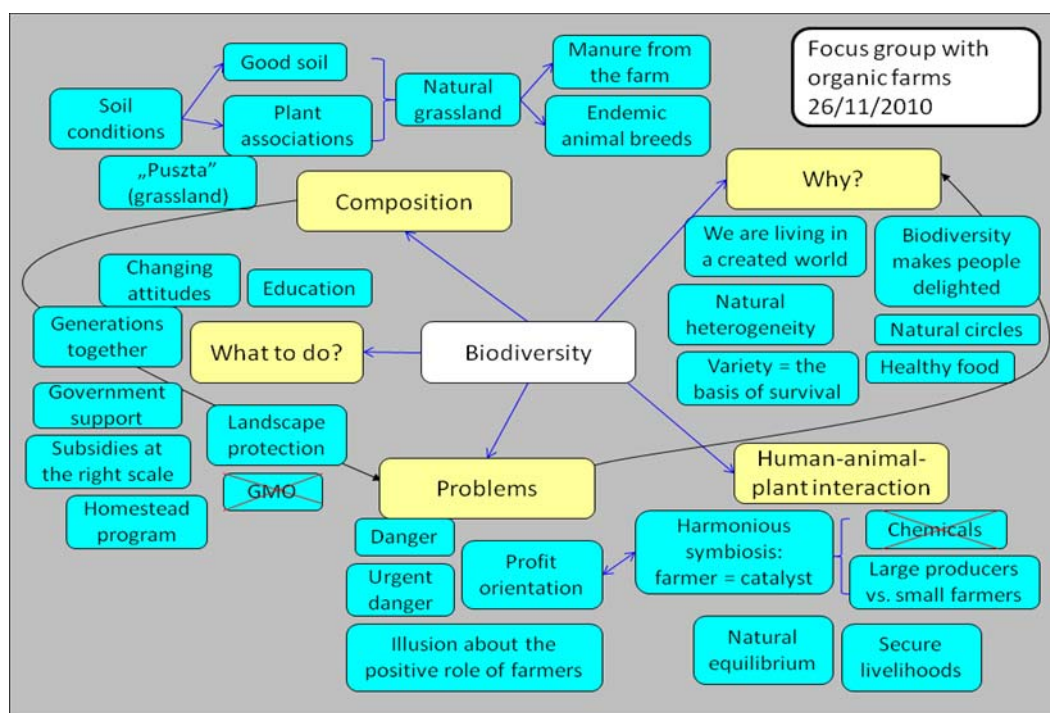 Focus group with
organic farms
26/11/2010
Good soil
Soil
conditions
Plant
associations
Natural
grassland
Manure from
the farm
Endemic
animal breeds
„Puszta”
(grassland)
Composition
Why?
We are living in
a created world
Biodiversity
makes people
delighted
Natural
heterogeneity
Natural circles
Variety = the
basis of survival
Healthy food
Changing
attitudes
Education
Generations
together
What to do?
Biodiversity
Government
support
Landscape
protection
Subsidies at
the right scale
GMO
Homestead
program
Problems
Danger
Urgent
danger
Profit
orientation
Illusion about the
positive role of farmers
Human-animal-
plant interaction
Harmonious
symbiosis:
farmer = catalyst
Chemicals
Large producers
vs. small farmers
Natural
equilibrium
Secure
livelihoods